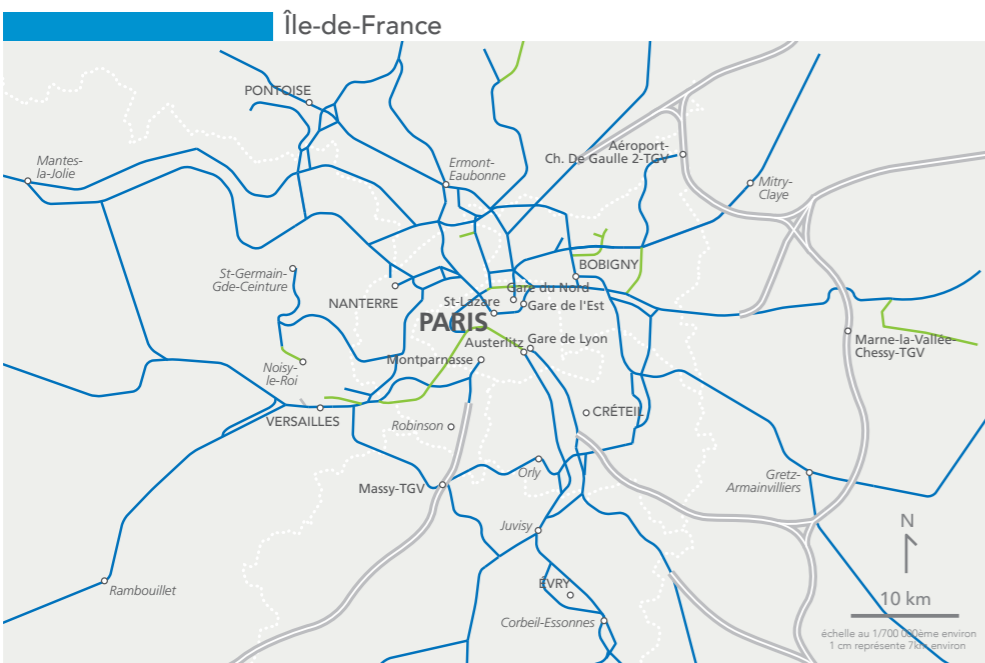 Île-de-France
PONTOISE
Mantes-
la-Jolie
Ermont-
Eaubonne
Aéroport-
Ch. De Gaulle 2-TGV
Mitry-
Claye
St-Germain-
Gde-Ceinture
NANTERRE
BOBIGNY
Gare du Nord
St-Lazare
Gare de l'Est
PARIS
Austerlitz
Gare de Lyon
Montparnasse
Marne-la-Vallée-
Chessy-TGV
Noisy-
le-Roi
VERSAILLES
Robinson
CRÉTEIL
Massy-TGV
Orly
Gretz-
Armainvilliers
Juvisy
N
Rambouillet
ÉVRY
Corbeil-Essonnes
10 km
échelle au 1/700 000ème environ
1 cm représente 7km environ